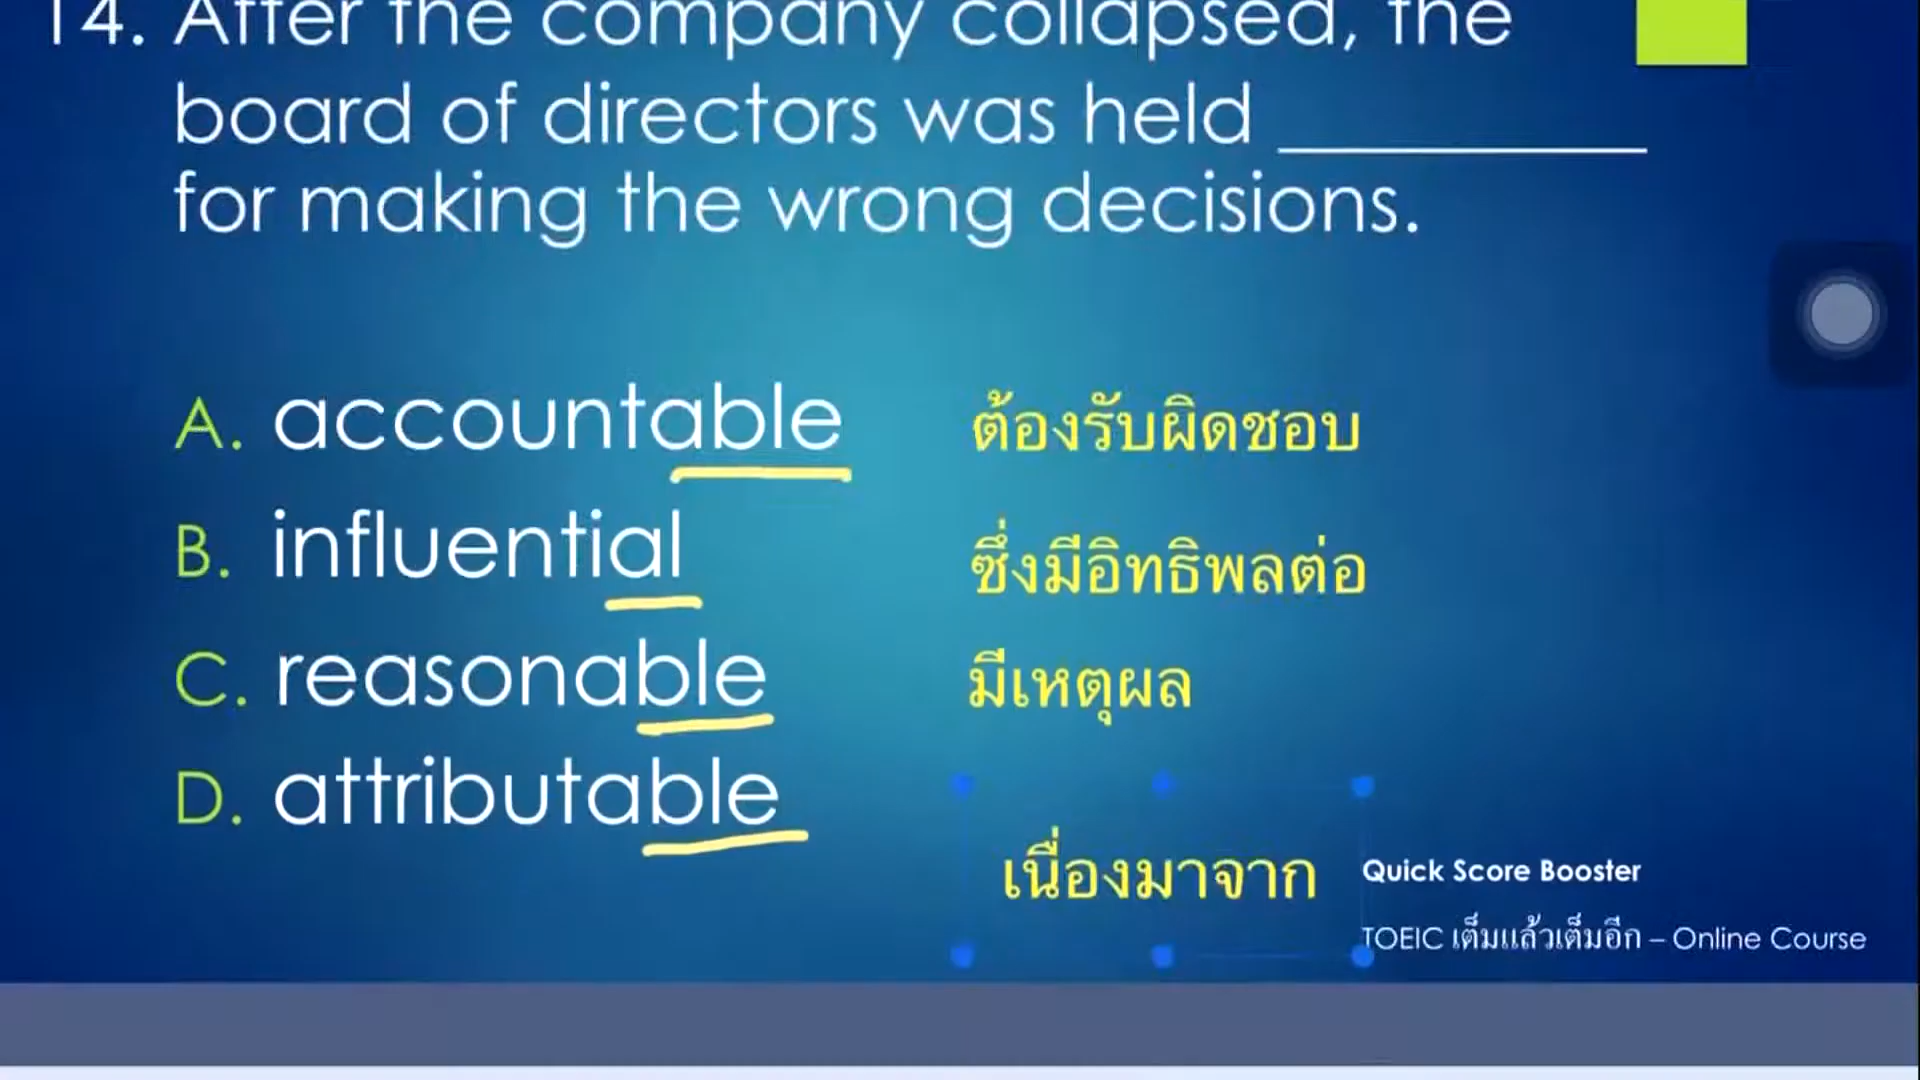 14. After the company collapsed, the
board of directors was held __________
for making the wrong decisions.
A. accountable ต้องรับผิดชอบ
B. influential ซึ่งมีอิทธิพลต่อ
C. reasonable มีเหตุผล
D. attributable
เนื่องมาจาก
Quick Score Booster
TOEIC เต็มแล้วเต็มอีก – Online Course